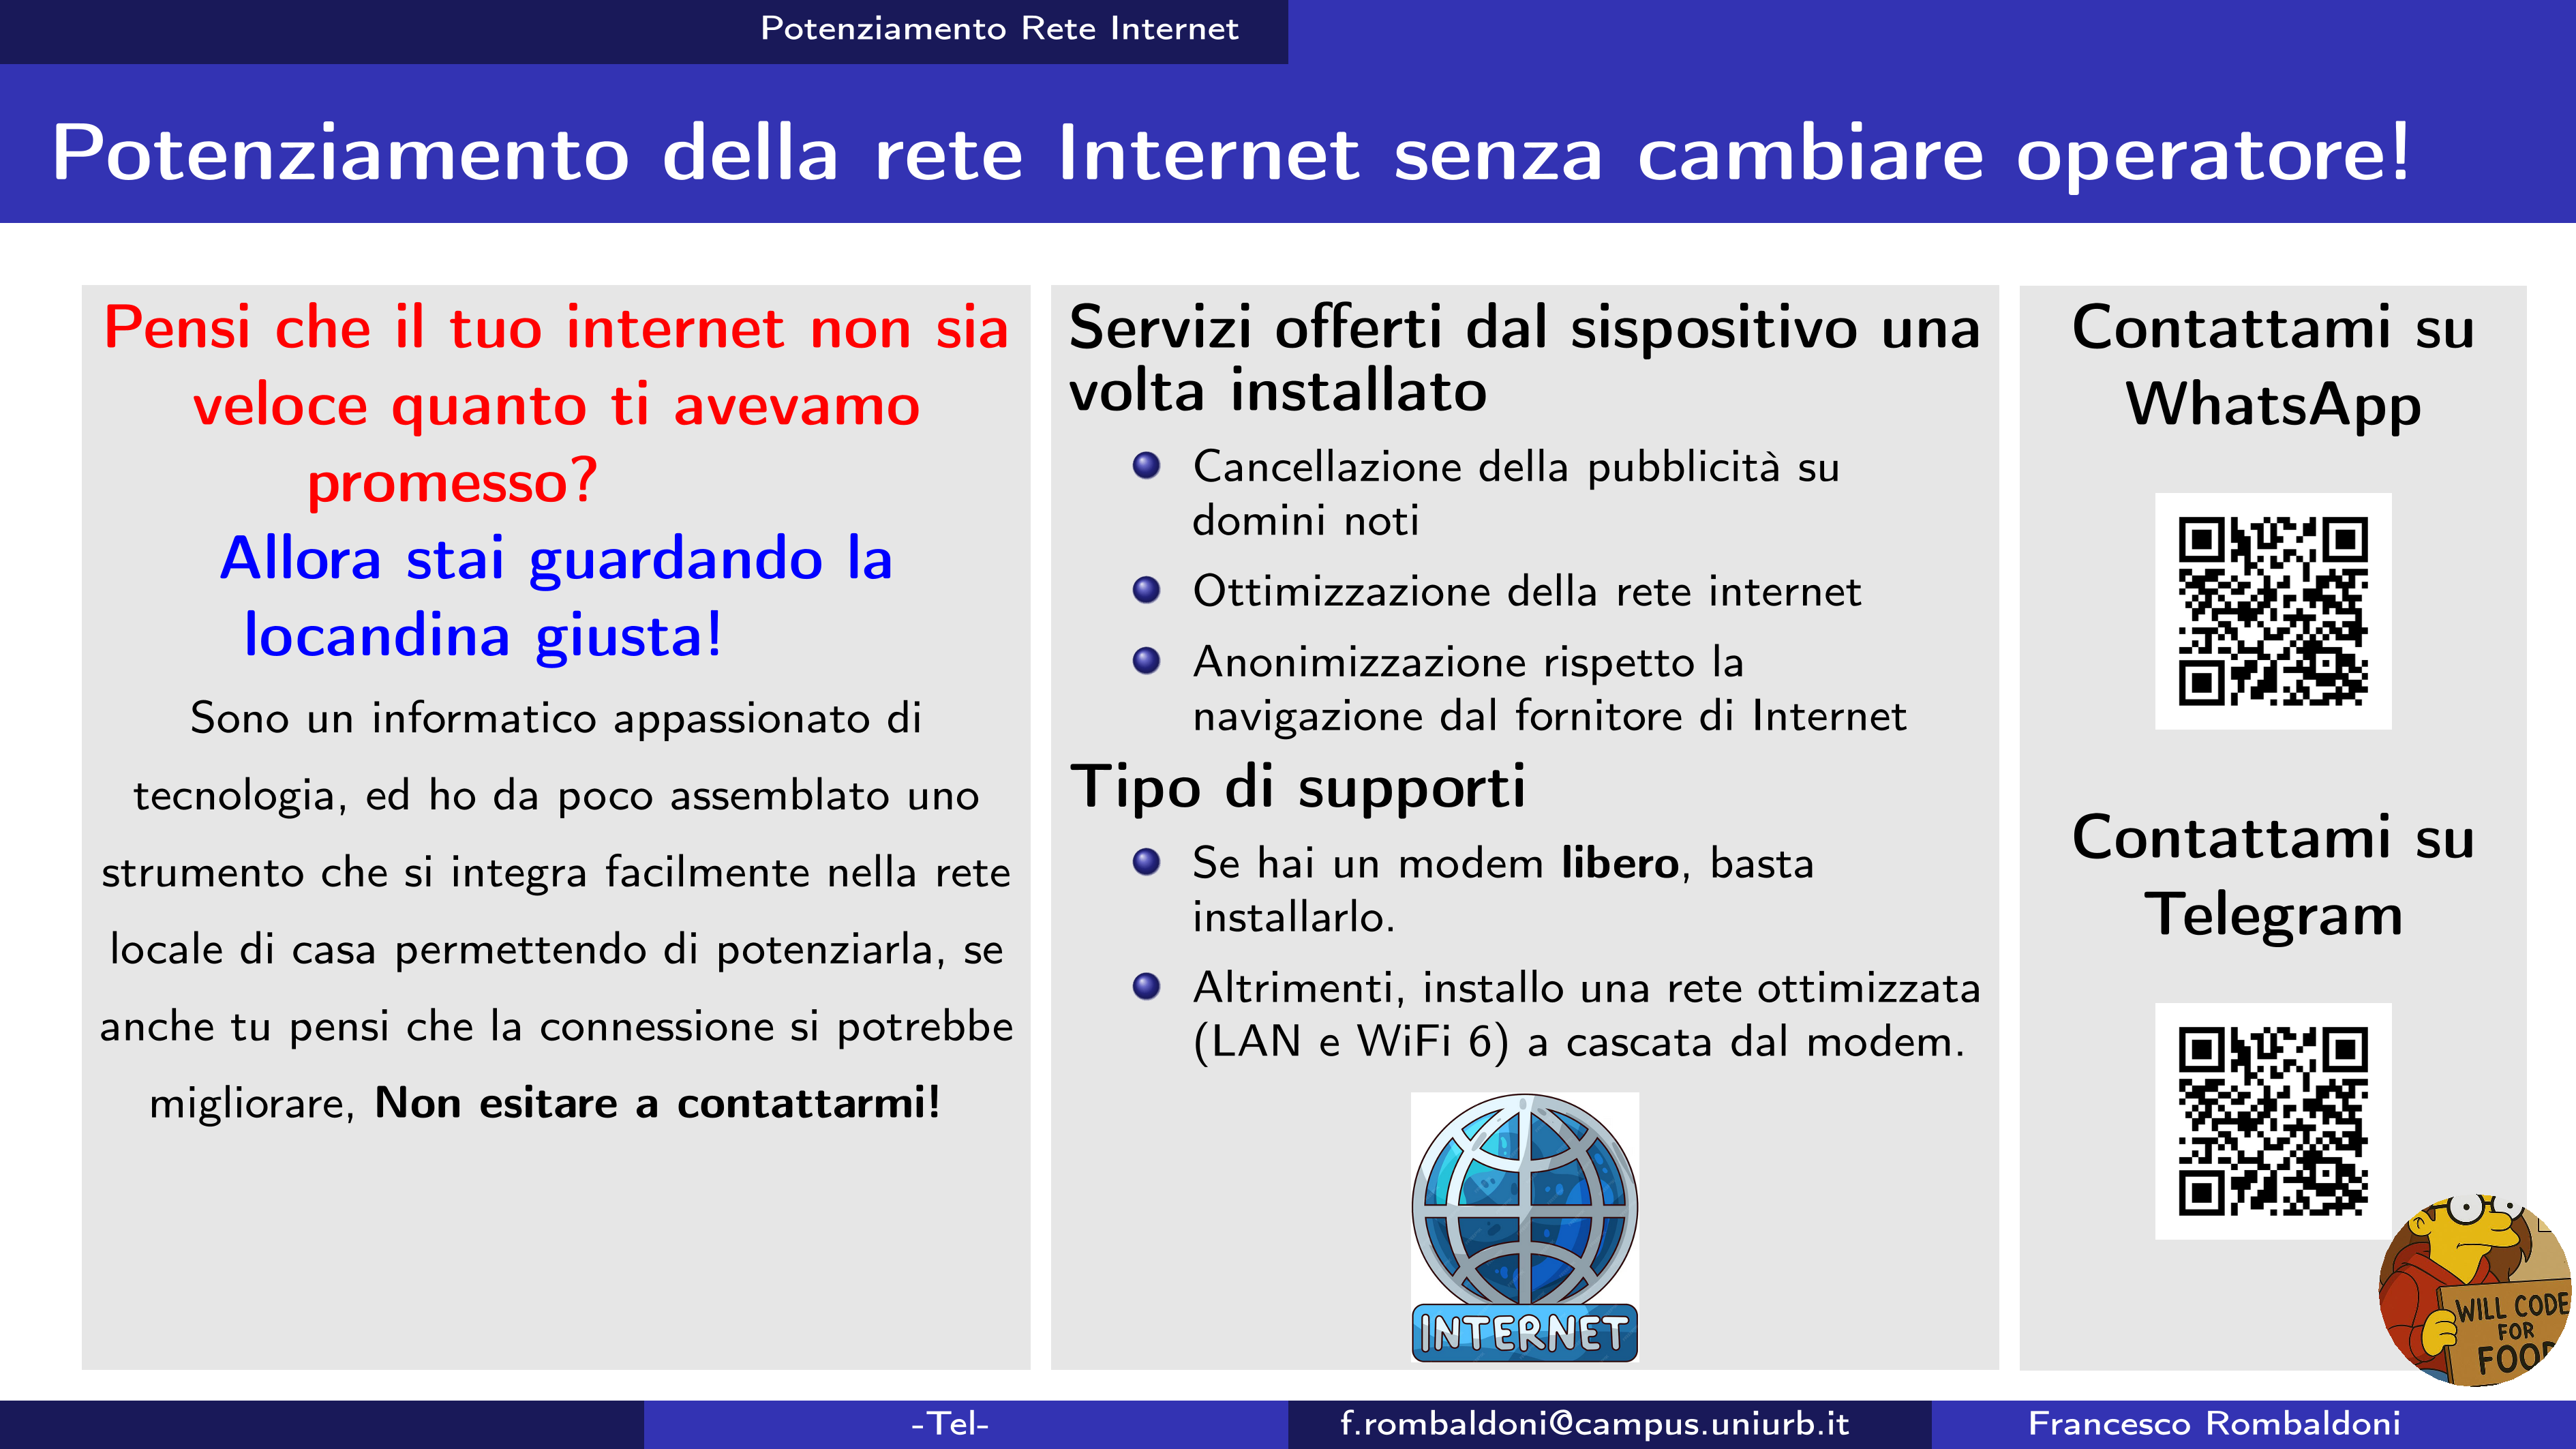 Potenziamento Rete Internet
Potenziamento della rete Internet senza cambiare operatore!
Pensi che il tuo internet non sia
veloce quanto ti avevamo
promesso?
Allora stai guardando la
locandina giusta!
Sono un informatico appassionato di
tecnologia, ed ho da poco assemblato uno
strumento che si integra facilmente nella rete
locale di casa permettendo di potenziarla, se
anche tu pensi che la connessione si potrebbe
migliorare, Non esitare a contattarmi!
Servizi offerti dal sispositivo una
volta installato
Cancellazione della pubblicità su
domini noti
Ottimizzazione della rete internet
Anonimizzazione rispetto la
navigazione dal fornitore di Internet
Tipo di supporti
Se hai un modem libero, basta
installarlo.
Altrimenti, installo una rete ottimizzata
(LAN e WiFi 6) a cascata dal modem.
INTERNET
Contattami su
WhatsApp
Contattami su
Telegram
WILL CODE
FOR
FOOD
-Tel-
f.rombaldoni@campus.uniurb.it
Francesco Rombaldoni